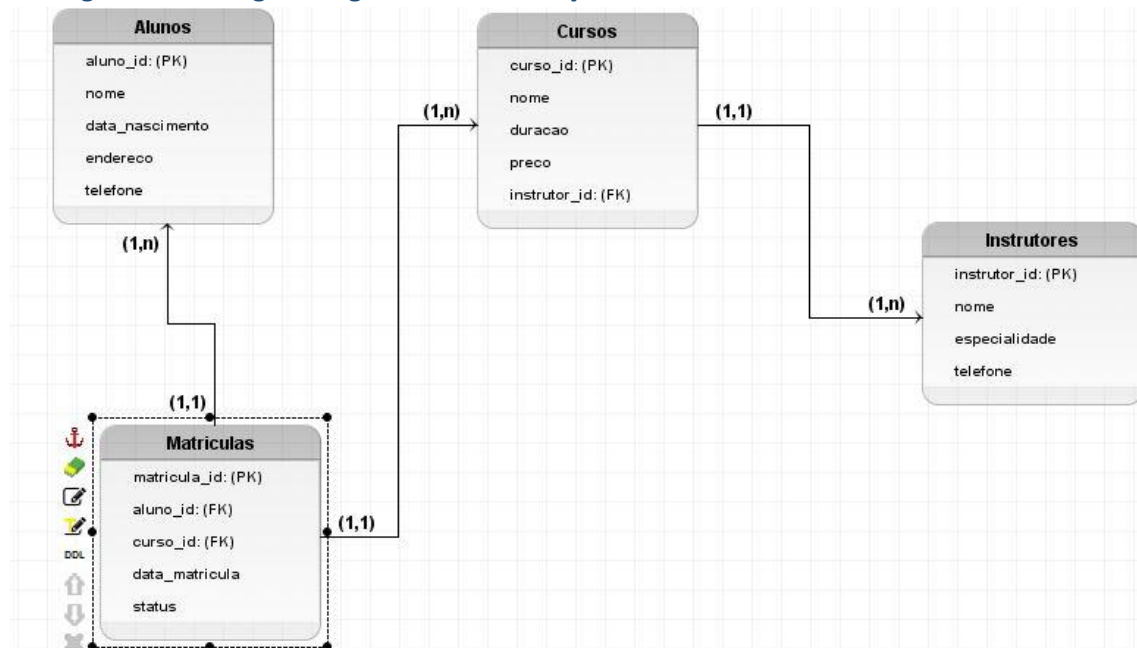 Alunos
aluno_id: (PK)
nome
data_nascimento
endereco
telefone
(1,n)
Cursos
curso_id: (PK)
nome
duracao
preco
instrutor_id: (FK)
(1,n)
(1,1)
Instrutores
instrutor_id: (PK)
nome
especialidade
telefone
(1,n)
(1,1)
Matriculas
matricula_id: (PK)
aluno_id: (FK)
curso_id: (FK)
data_matricula
status
(1,1)
DDL